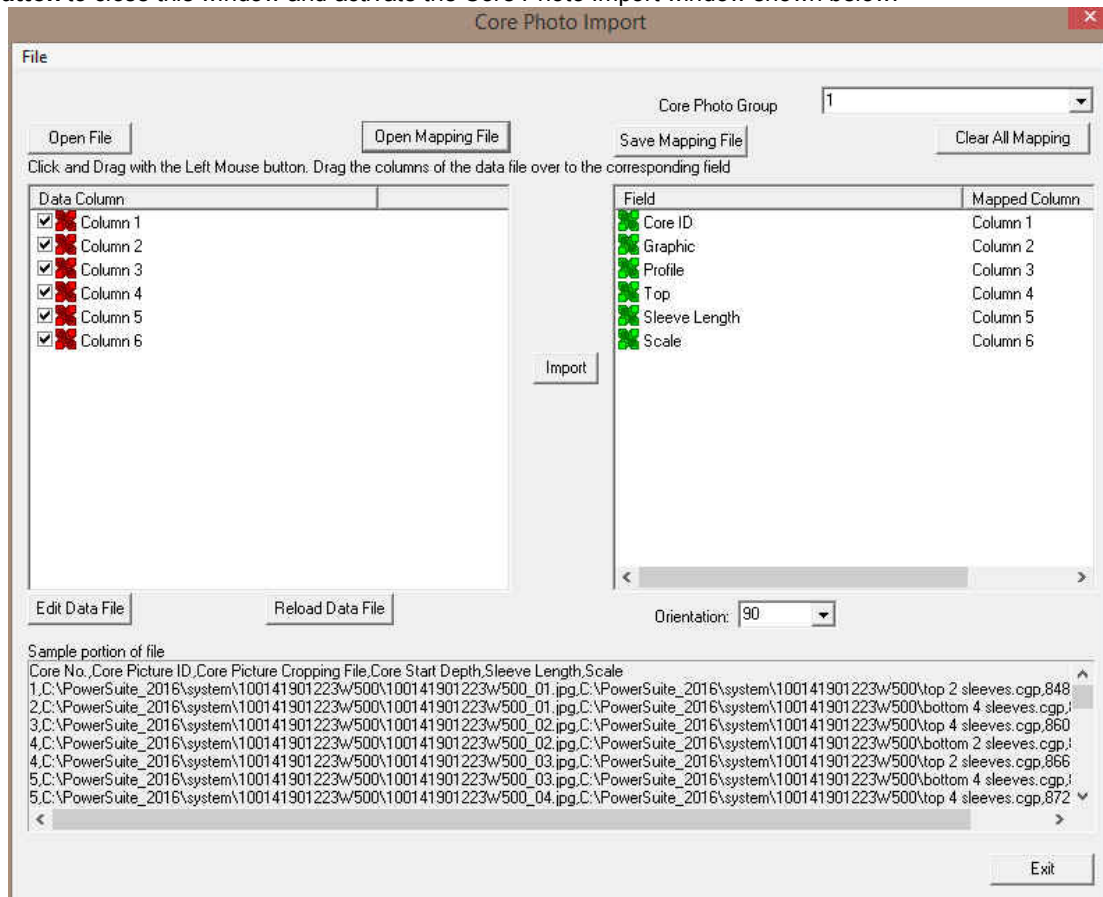 to close this window and activate the Core Photo Import window shown below.
Core Photo Import
File
Core Photo Group 1
Open File Open Mapping File Save Mapping File Clear All Mapping
Click and Drag with the Left Mouse button. Drag the columns of the data file over to the corresponding field
Data Column Field Mapped Column
Column 1 Core ID Column 1
Column 2 Graphic Column 2
Column 3 Profile Column 3
Column 4 Top Column 4
Column 5 Sleeve Length Column 5
Column 6 Scale Column 6
Import
Edit Data File Reload Data File Orientation: 90
Sample portion of file
Core No.,Core Picture ID,Core Picture Cropping File,Core Start Depth,Sleeve Length,Scale
1,C:\PowerSuite_2016\system\100141901223W500\100141901223W500_01.jpg,C:\PowerSuite_2016\system\100141901223W500\top 2 sleeves.cgp,848
2,C:\PowerSuite_2016\system\100141901223W500\100141901223W500_01.jpg,C:\PowerSuite_2016\system\100141901223W500\bottom 4 sleeves.cgp,
3,C:\PowerSuite_2016\system\100141901223W500\100141901223W500_02.jpg,C:\PowerSuite_2016\system\100141901223W500\top 4 sleeves.cgp,860
4,C:\PowerSuite_2016\system\100141901223W500\100141901223W500_02.jpg,C:\PowerSuite_2016\system\100141901223W500\bottom 2 sleeves.cgp,
4,C:\PowerSuite_2016\system\100141901223W500\100141901223W500_03.jpg,C:\PowerSuite_2016\system\100141901223W500\top 2 sleeves.cgp,866
5,C:\PowerSuite_2016\system\100141901223W500\100141901223W500_03.jpg,C:\PowerSuite_2016\system\100141901223W500\bottom 4 sleeves.cgp,
5,C:\PowerSuite_2016\system\100141901223W500\100141901223W500_04.jpg,C:\PowerSuite_2016\system\100141901223W500\top 4 sleeves.cgp,872
Exit